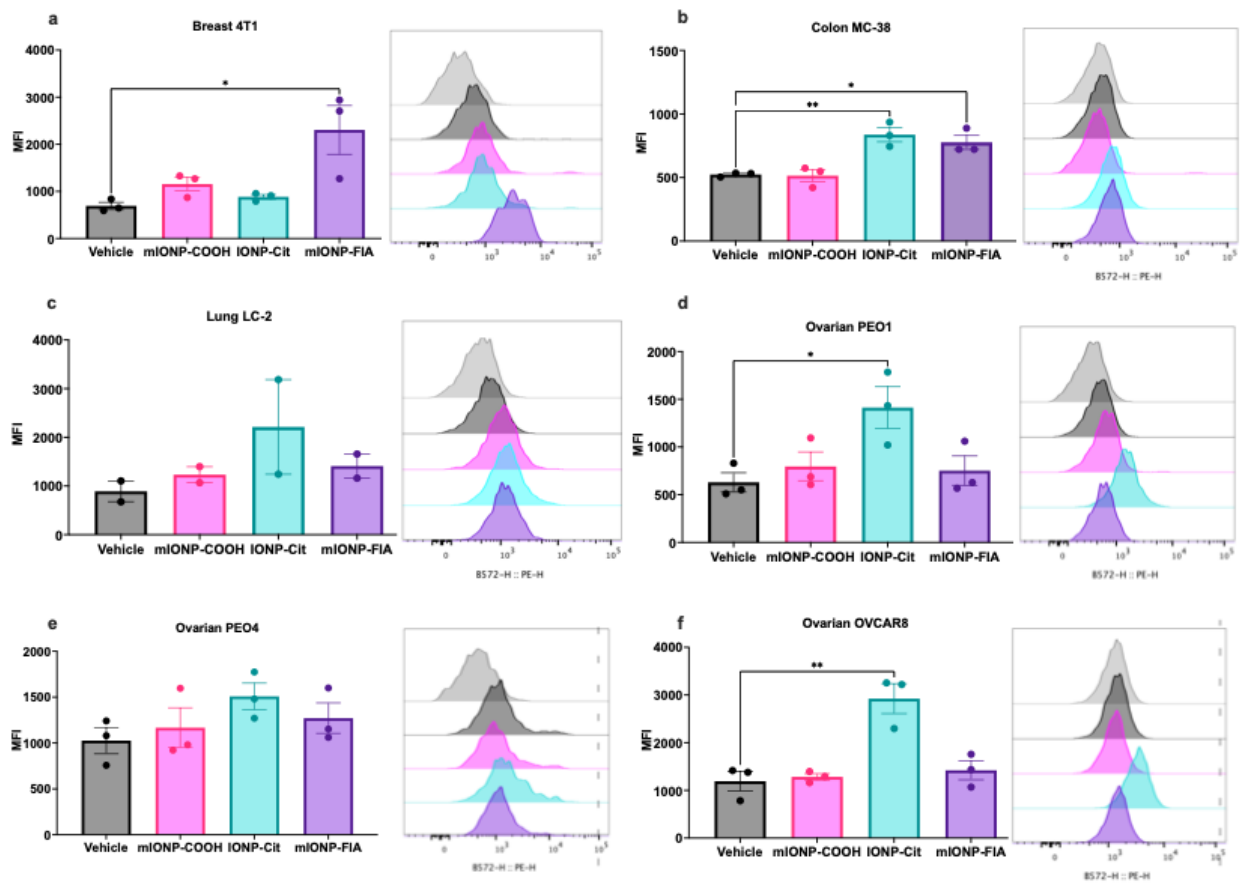 a
Breast 4T1
4000
3000
2000
1000
0
MFI
*
Vehicle mIONP-COOH IONP-Cit mIONP-FIA
0 10³ 10⁴ 10⁵
b
Colon MC-38
1500
1000
500
0
MFI
*
**
Vehicle mIONP-COOH IONP-Cit mIONP-FIA
0 10³ 10⁴ 10⁵
B572-H :: PE-H
c
Lung LC-2
4000
3000
2000
1000
0
MFI
Vehicle mIONP-COOH IONP-Cit mIONP-FIA
0 10³ 10⁴ 10⁵
B572-H :: PE-H
d
Ovarian PEO1
2000
1500
1000
500
0
MFI
*
Vehicle mIONP-COOH IONP-Cit mIONP-FIA
0 10³ 10⁴ 10⁵
B572-H :: PE-H
e
Ovarian PEO4
2000
1500
1000
500
0
MFI
Vehicle mIONP-COOH IONP-Cit mIONP-FIA
0 10³ 10⁴ 10⁵
B572-H :: PE-H
f
Ovarian OVCAR8
4000
3000
2000
1000
0
MFI
**
Vehicle mIONP-COOH IONP-Cit mIONP-FIA
0 10³ 10⁴ 10⁵
B572-H :: PE-H